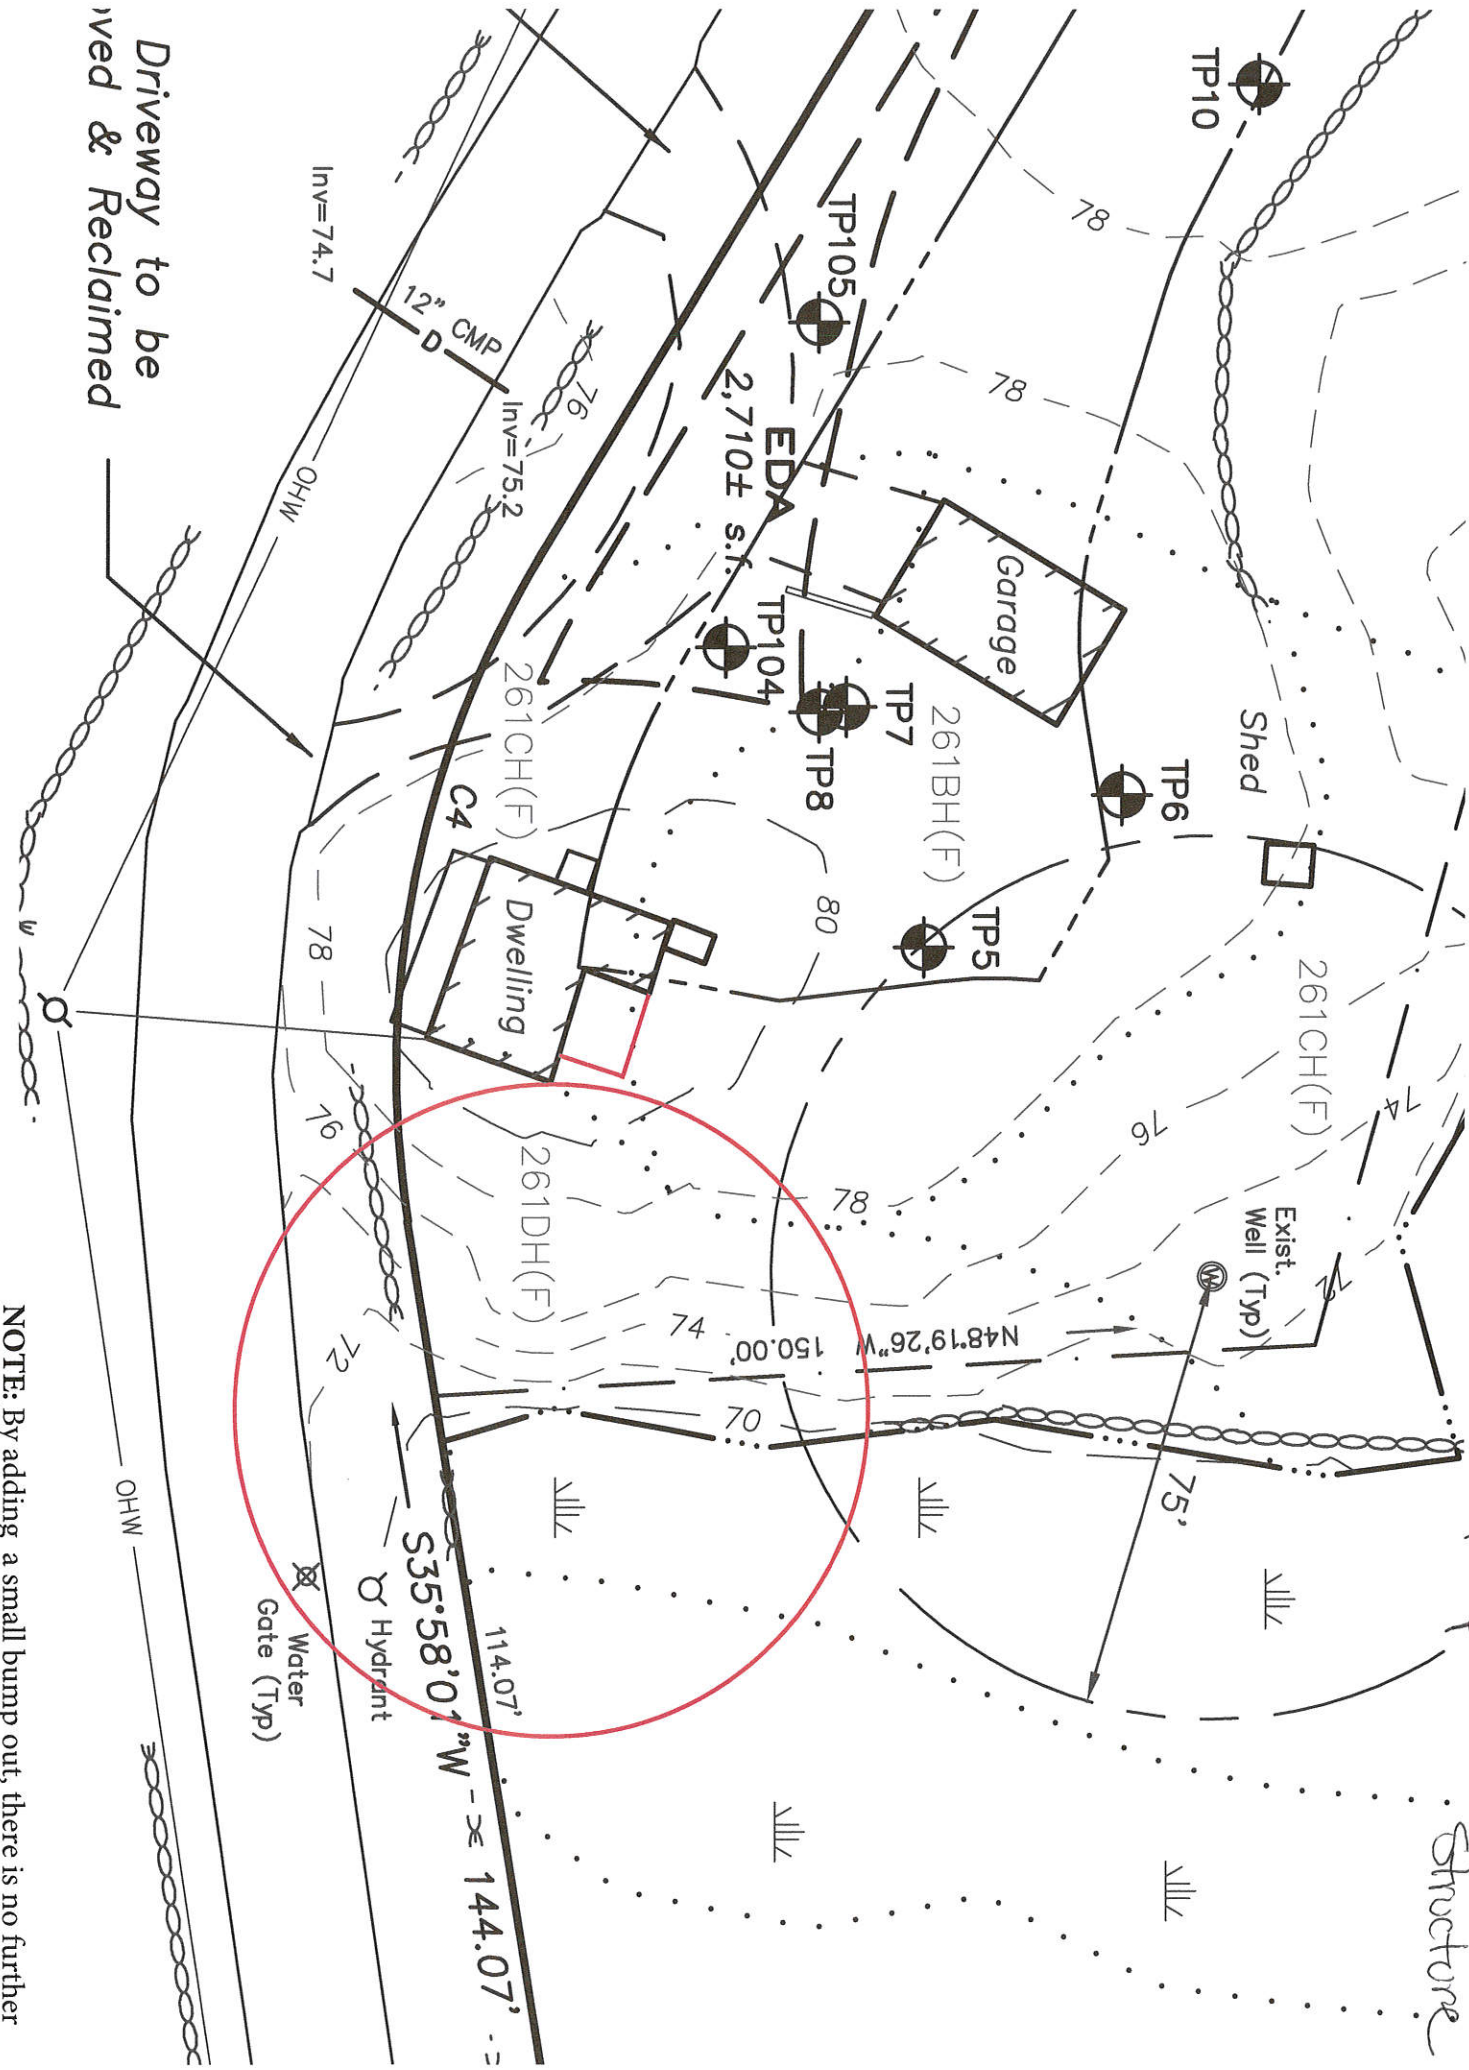 Driveway to be
oved & Reclaimed
TP10
78
TP105
Inv=74.7
12" CMP
D
76
Inv=75.2
OHW
78
EDA
2,710± s.f.
Garage
TP104
TP7
TP8
261BH(F)
261CH(F)
C4
TP6
Shed
80
TP5
Dwelling
78
261CH(F)
74
76
76
261DH(F)
78
Exist.
Well (Typ)
W
72
74
N48°19'26"W
150.00'
72
70
75'
S35°58'01"W
144.07'
114.07'
Hydrant
Water
Gate (Typ)
OHW
Structure
NOTE: By adding a small bump out, there is no further